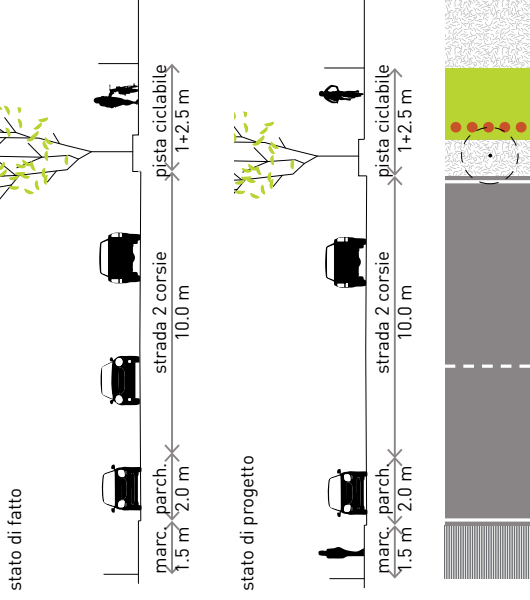 stato di fatto
marc. parch. strada 2 corsie pista ciclabile
1.5 m 2.0 m 10.0 m 1+2.5 m
stato di progetto
marc. parch. strada 2 corsie pista ciclabile
1.5 m 2.0 m 10.0 m 1+2.5 m